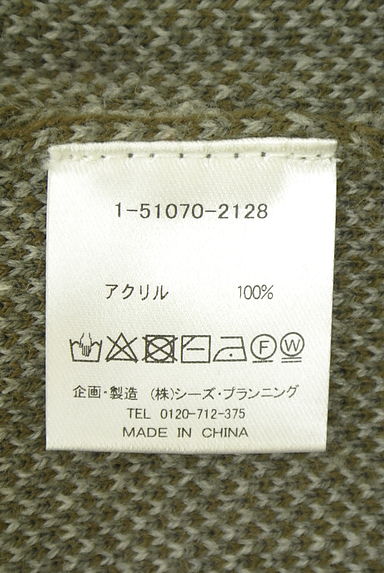 1-51070-2128
アクリル 100%
F W
企画・製造 (株)シーズ・プランニング
TEL 0120-712-375
MADE IN CHINA